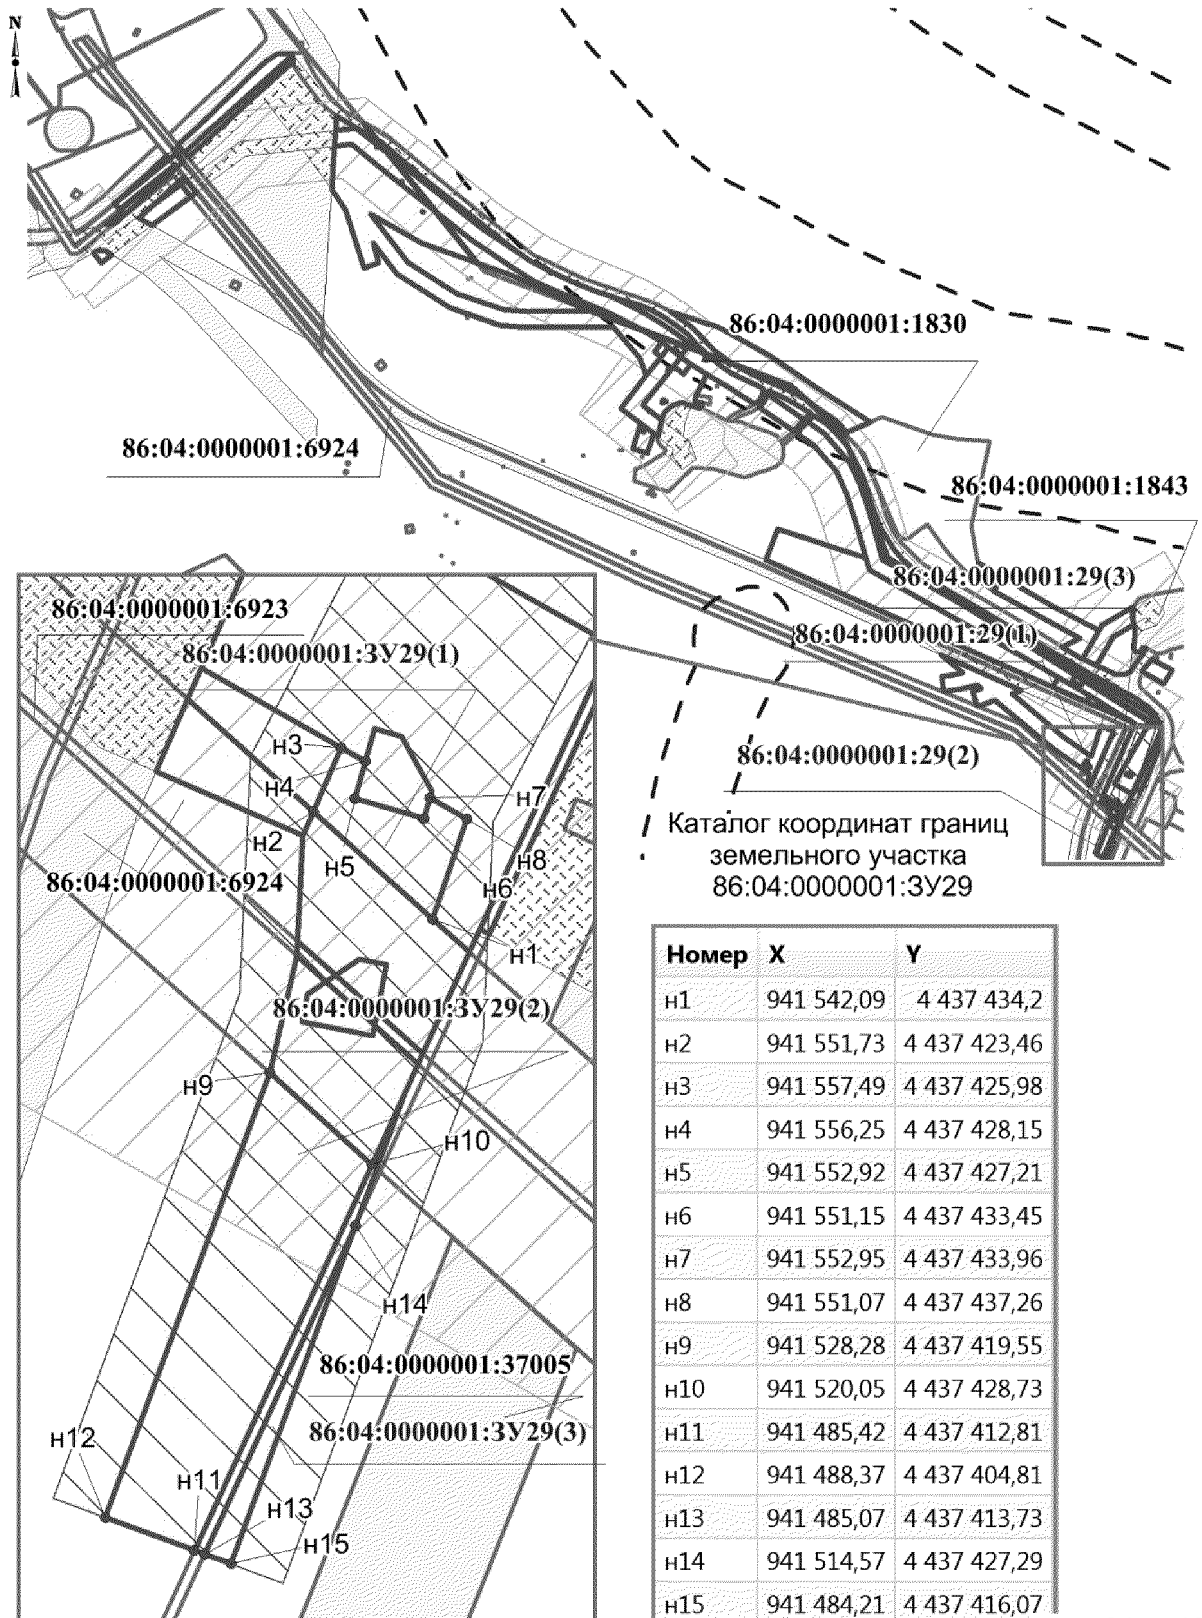 N
86:04:0000001:1830
86:04:0000001:6924
86:04:0000001:1843
86:04:0000001:29(3)
86:04:0000001:29(1)
86:04:0000001:29(2)
86:04:0000001:6923
86:04:0000001:ЗУ29(1)
н3
н4
н7
н2
н5
н8
86:04:0000001:6924
н6
н1
86:04:0000001:ЗУ29(2)
н9
н10
н14
86:04:0000001:37005
86:04:0000001:ЗУ29(3)
н12
н11
н13
н15
Каталог координат границ
земельного участка
86:04:0000001:ЗУ29
Номер X Y
н1 941 542,09 4 437 434,2
н2 941 551,73 4 437 423,46
н3 941 557,49 4 437 425,98
н4 941 556,25 4 437 428,15
н5 941 552,92 4 437 427,21
н6 941 551,15 4 437 433,45
н7 941 552,95 4 437 433,96
н8 941 551,07 4 437 437,26
н9 941 528,28 4 437 419,55
н10 941 520,05 4 437 428,73
н11 941 485,42 4 437 412,81
н12 941 488,37 4 437 404,81
н13 941 485,07 4 437 413,73
н14 941 514,57 4 437 427,29
н15 941 484,21 4 437 416,07